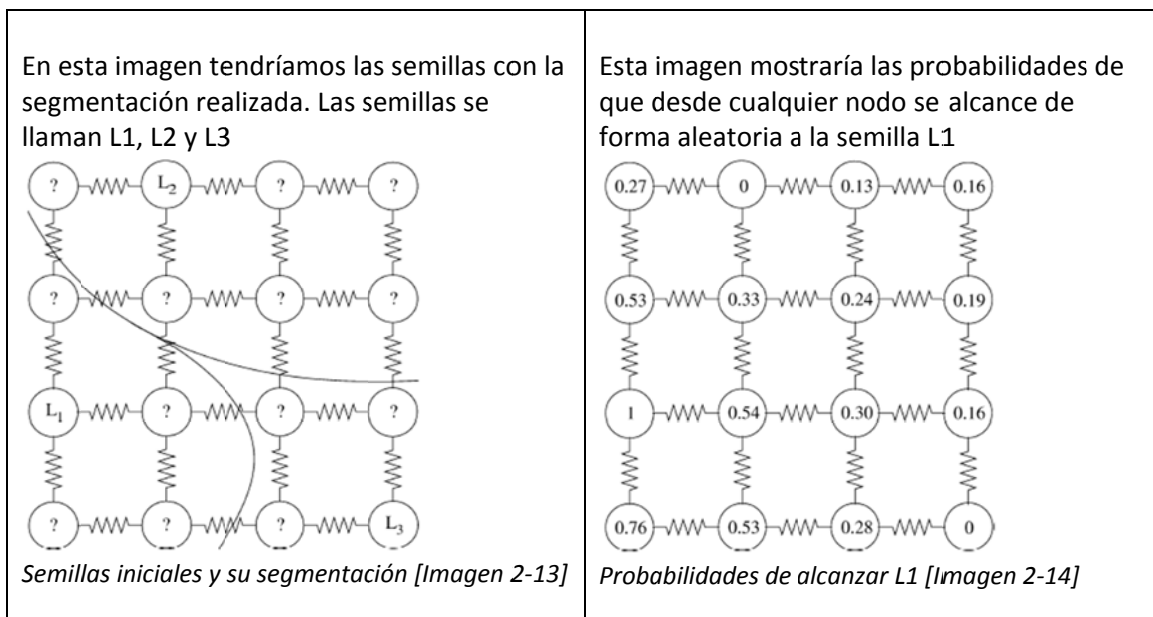 En esta imagen tendríamos las semillas con la
segmentación realizada. Las semillas se
llaman L1, L2 y L3
? L2 ? ?
? ? ? ?
L1 ? ? ?
? ? ? L3
Semillas iniciales y su segmentación [Imagen 2-13]
Esta imagen mostraría las probabilidades de
que desde cualquier nodo se alcance de
forma aleatoria a la semilla L1
0.27 0 0.13 0.16
0.53 0.33 0.24 0.19
1 0.54 0.30 0.16
0.76 0.53 0.28 0
Probabilidades de alcanzar L1 [Imagen 2-14]